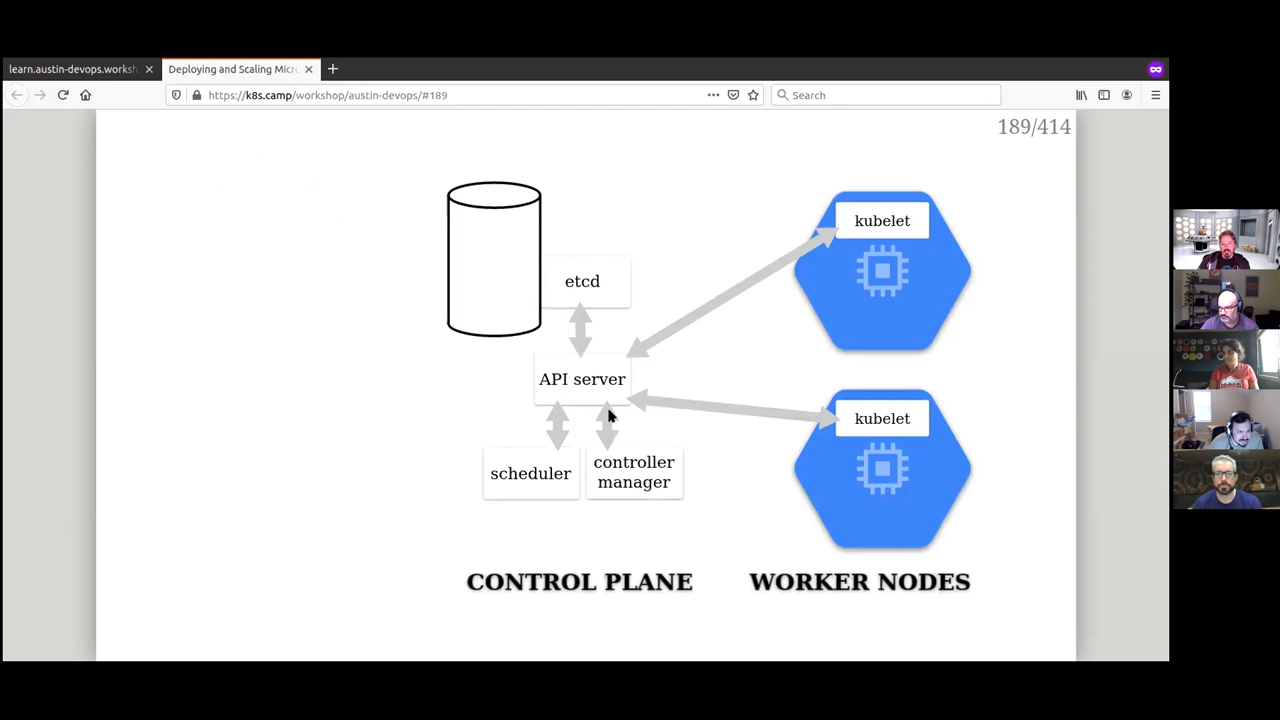 learn.austin-devops.worksh
Deploying and Scaling Micr
https://k8s.camp/workshop/austin-devops/#189
Search
189/414
kubelet
etcd
API server
kubelet
scheduler
controller
manager
CONTROL PLANE
WORKER NODES